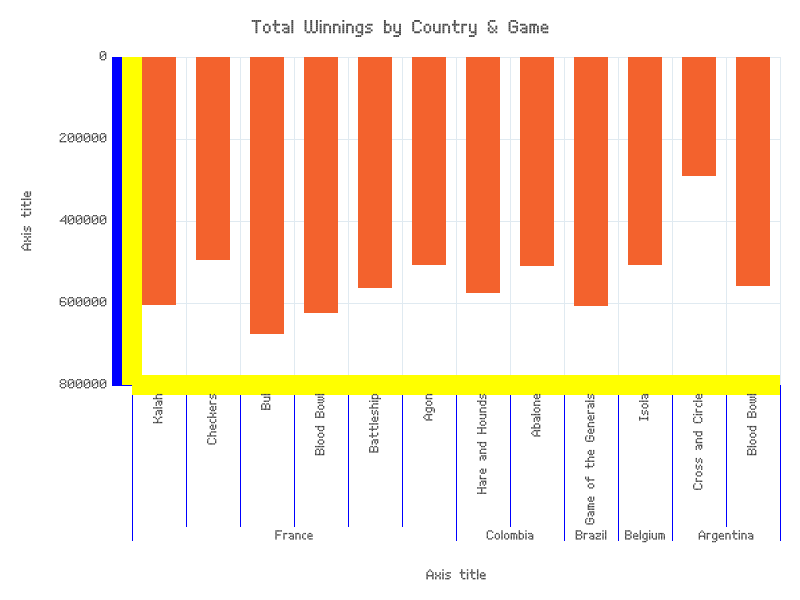 Total Winnings by Country & Game
0
200000
400000
600000
800000
Axis title
Kalah
Checkers
Bul
Blood Bowl
Battleship
Agon
Hare and Hounds
Abalone
Game of the Generals
Isola
Cross and Circle
Blood Bowl
France
Colombia
Brazil
Belgium
Argentina
Axis title